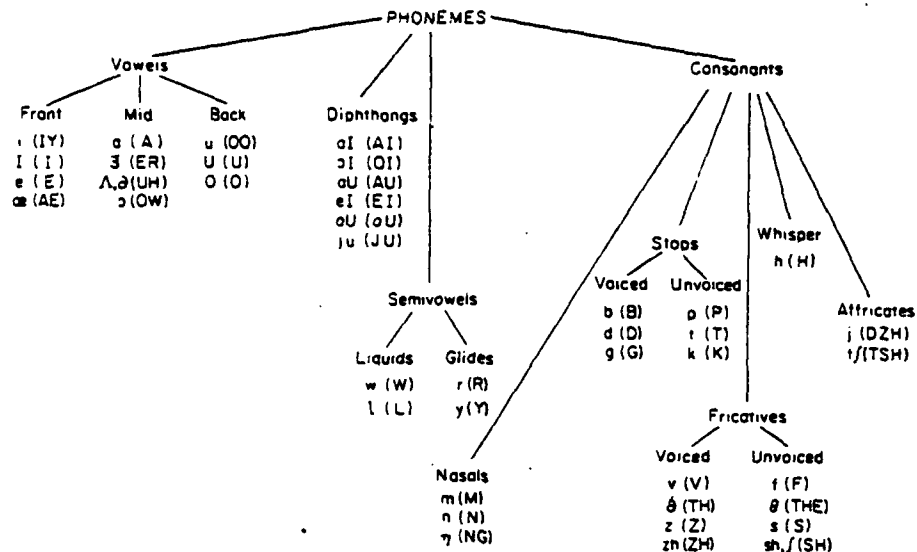 PHONEMES
Vowels
Front
i (IY)
I (I)
e (E)
æ (AE)
Mid
a (A)
ɜ (ER)
Λ,ə (UH)
ɔ (OW)
Back
u (OO)
U (U)
O (O)
Diphthongs
aI (AI)
ɔI (OI)
aU (AU)
eI (EI)
oU (oU)
ju (JU)
Semivowels
Liquids
w (W)
l (L)
Glides
r (R)
y (Y)
Consonants
Nasals
m (M)
n (N)
η (NG)
Stops
Voiced
b (B)
d (D)
g (G)
Unvoiced
p (P)
t (T)
k (K)
Whisper
h (H)
Affricates
j (DZH)
tʃ (TSH)
Fricatives
Voiced
v (V)
(TH)
z (Z)
zh (ZH)
Unvoiced
f (F)
θ (THE)
s (S)
sh,ʃ (SH)